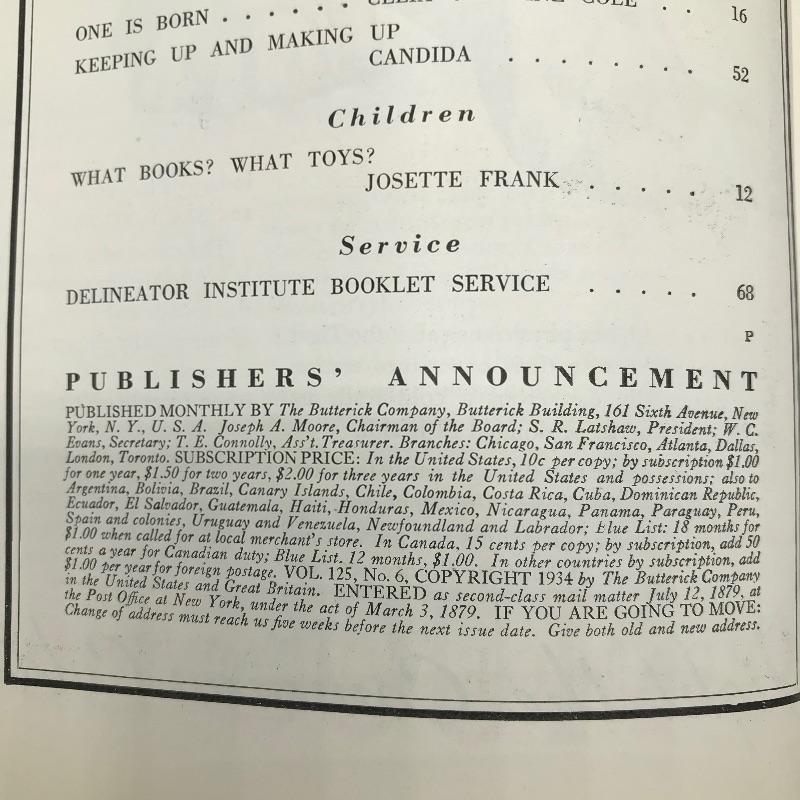 ONE IS BORN . . . . . . COLE . . 16
KEEPING UP AND MAKING UP
CANDIDA . . . . . . . . 52
Children
WHAT BOOKS? WHAT TOYS?
JOSETTE FRANK . . . . . 12
Service
DELINEATOR INSTITUTE BOOKLET SERVICE . . . . . 68
P
PUBLISHERS' ANNOUNCEMENT
PUBLISHED MONTHLY BY The Butterick Company, Butterick Building, 161 Sixth Avenue, New
York, N. Y., U. S. A. Joseph A. Moore, Chairman of the Board; S. R. Latshaw, President; W. C.
Evans, Secretary; T. E. Connolly, Ass't. Treasurer. Branches: Chicago, San Francisco, Atlanta, Dallas,
London, Toronto. SUBSCRIPTION PRICE: In the United States, 10c per copy; by subscription $1.00
for one year, $1.50 for two years, $2.00 for three years in the United States and possessions; also to
Argentina, Bolivia, Brazil, Canary Islands, Chile, Colombia, Costa Rica, Cuba, Dominican Republic,
Ecuador, El Salvador, Guatemala, Haiti, Honduras, Mexico, Nicaragua, Panama, Paraguay, Peru,
Spain and colonies, Uruguay and Venezuela, Newfoundland and Labrador; Blue List: 18 months for
$1.00 when called for at local merchant's store. In Canada, 15 cents per copy; by subscription, add 50
cents a year for Canadian duty; Blue List. 12 months, $1.00. In other countries by subscription, add
$1.00 per year for foreign postage. VOL. 125, No. 6, COPYRIGHT 1934 by The Butterick Company
in the United States and Great Britain. ENTERED as second-class mail matter July 12, 1879, at
the Post Office at New York, under the act of March 3, 1879. IF YOU ARE GOING TO MOVE:
Change of address must reach us five weeks before the next issue date. Give both old and new address.